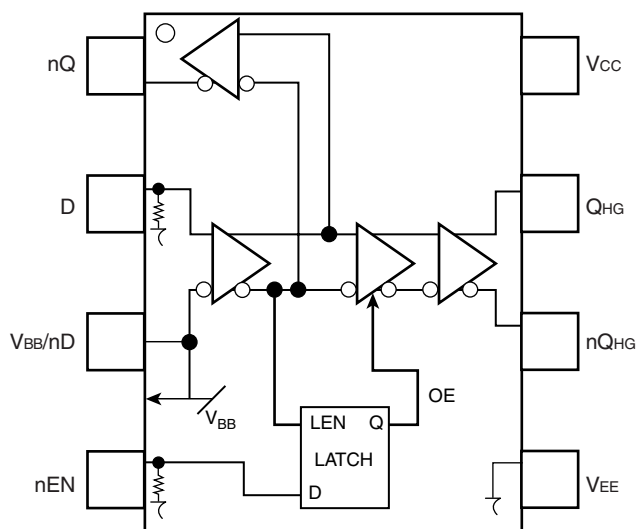 nQ
VCC
D
QHG
VBB/nD
nQHG
VBB
OE
LEN Q
LATCH
D
nEN
VEE